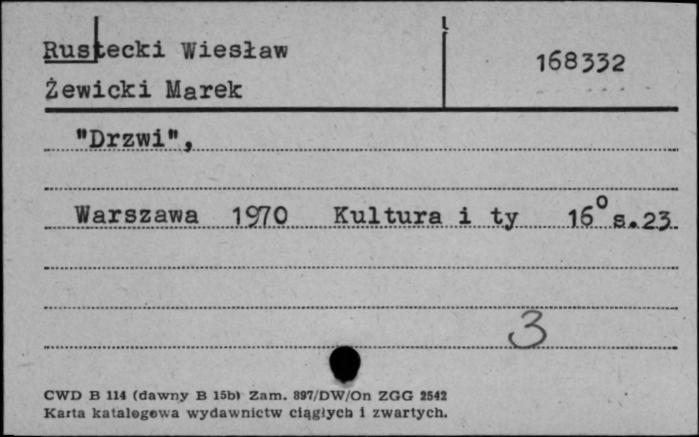 Rustecki Wiesław
168332
Żewicki Marek
"Drzwi",
Warszawa 1970 Kultura i ty 16° s.23
3
CWD B 114 (dawny B 15b) Zam. 897/DW/On ZGG 2542
Karta katalogowa wydawnictw ciągłych i zwartych.